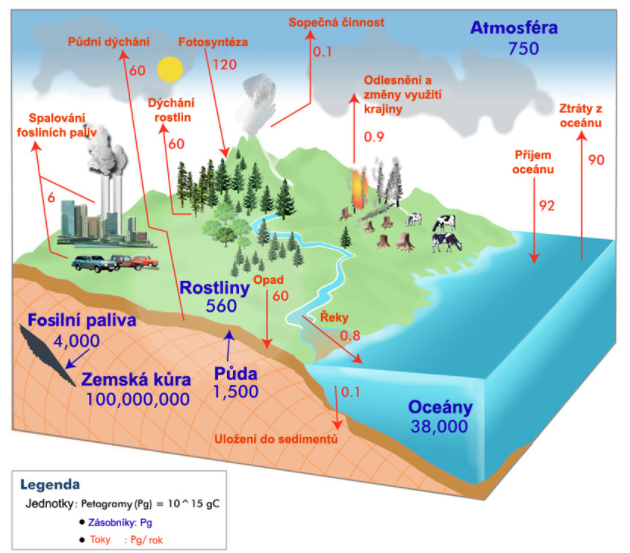 Sopečná činnost
0.1
Atmosféra
750
Půdní dýchání
60
Fotosyntéza
120
Odlesnění a
změny využití
krajiny
0.9
Dýchání
rostlin
60
Ztráty z
oceánu
90
Spalování
fosliních paliv
6
Příjem
oceánu
92
Rostliny
560
Opad
60
Řeky
0.8
Fosilní paliva
4,000
Zemská kůra
100,000,000
Půda
1,500
0.1
Uložení do sedimentů
Oceány
38,000
Legenda
Jednotky: Petagramy (Pg) = 10^15 gC
● Zásobníky: Pg
● Toky : Pg/rok